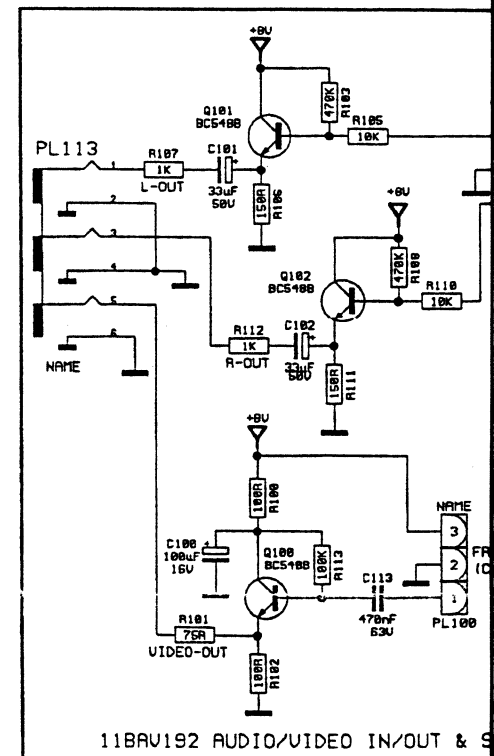 +8V
Q101
BC548B
470K
R103
R105
10K
PL113
1
R107
1K
L-OUT
C101
+
33uF
50V
150R
R106
2
3
4
5
6
NAME
+8V
Q102
BC548B
470K
R108
R110
10K
R112
1K
R-OUT
C102
33uF
50V
150R
R111
+8V
100R
R100
C100
+
100uF
16V
Q100
BC548B
100K
R113
C113
470nF
63V
NAME
3
2
1
FR
(C
PL100
R101
75R
VIDEO-OUT
100R
R102
11BAV192 AUDIO/VIDEO IN/OUT & S